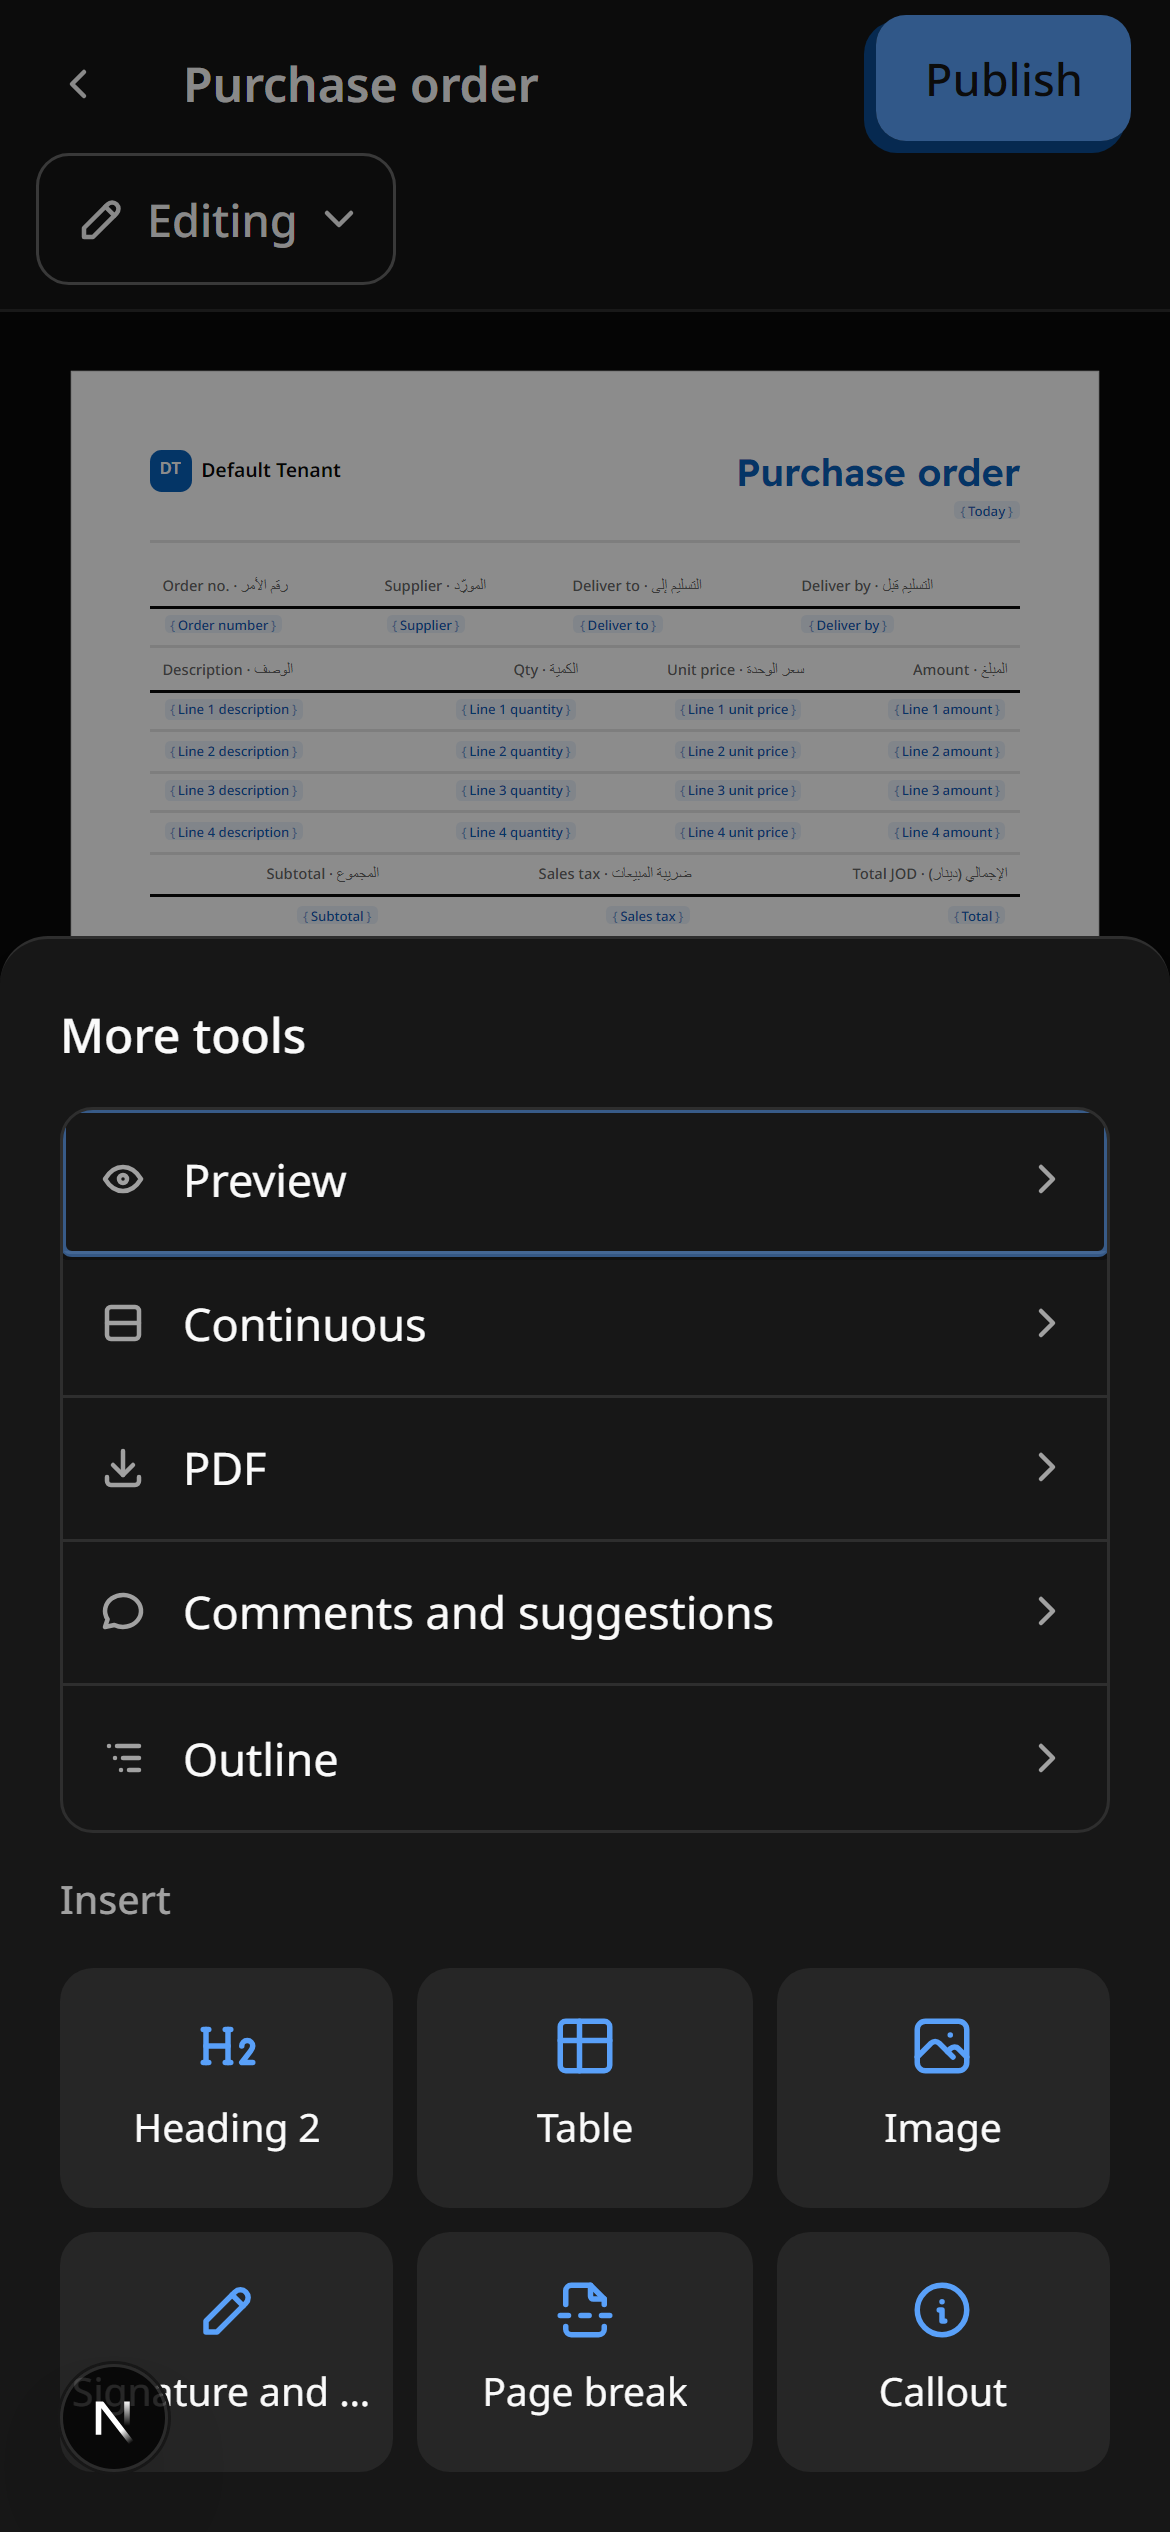 Purchase order
Publish
Editing
DT
Default Tenant
Purchase order
{ Today }
Order no. · رقم الأمر
Supplier · المورّد
Deliver to · التسليم إلى
Deliver by · التسليم قبل
{ Order number }
{ Supplier }
{ Deliver to }
{ Deliver by }
Description · الوصف
Qty · الكمية
Unit price · سعر الوحدة
Amount · المبلغ
{ Line 1 description }
{ Line 1 quantity }
{ Line 1 unit price }
{ Line 1 amount }
{ Line 2 description }
{ Line 2 quantity }
{ Line 2 unit price }
{ Line 2 amount }
{ Line 3 description }
{ Line 3 quantity }
{ Line 3 unit price }
{ Line 3 amount }
{ Line 4 description }
{ Line 4 quantity }
{ Line 4 unit price }
{ Line 4 amount }
Subtotal · المجموع
Sales tax · ضريبة المبيعات
Total JOD · الإجمالي (دينار)
{ Subtotal }
{ Sales tax }
{ Total }
More tools
Preview
Continuous
PDF
Comments and suggestions
Outline
Insert
H2
Heading 2
Table
Image
Signature and ...
Page break
Callout
N